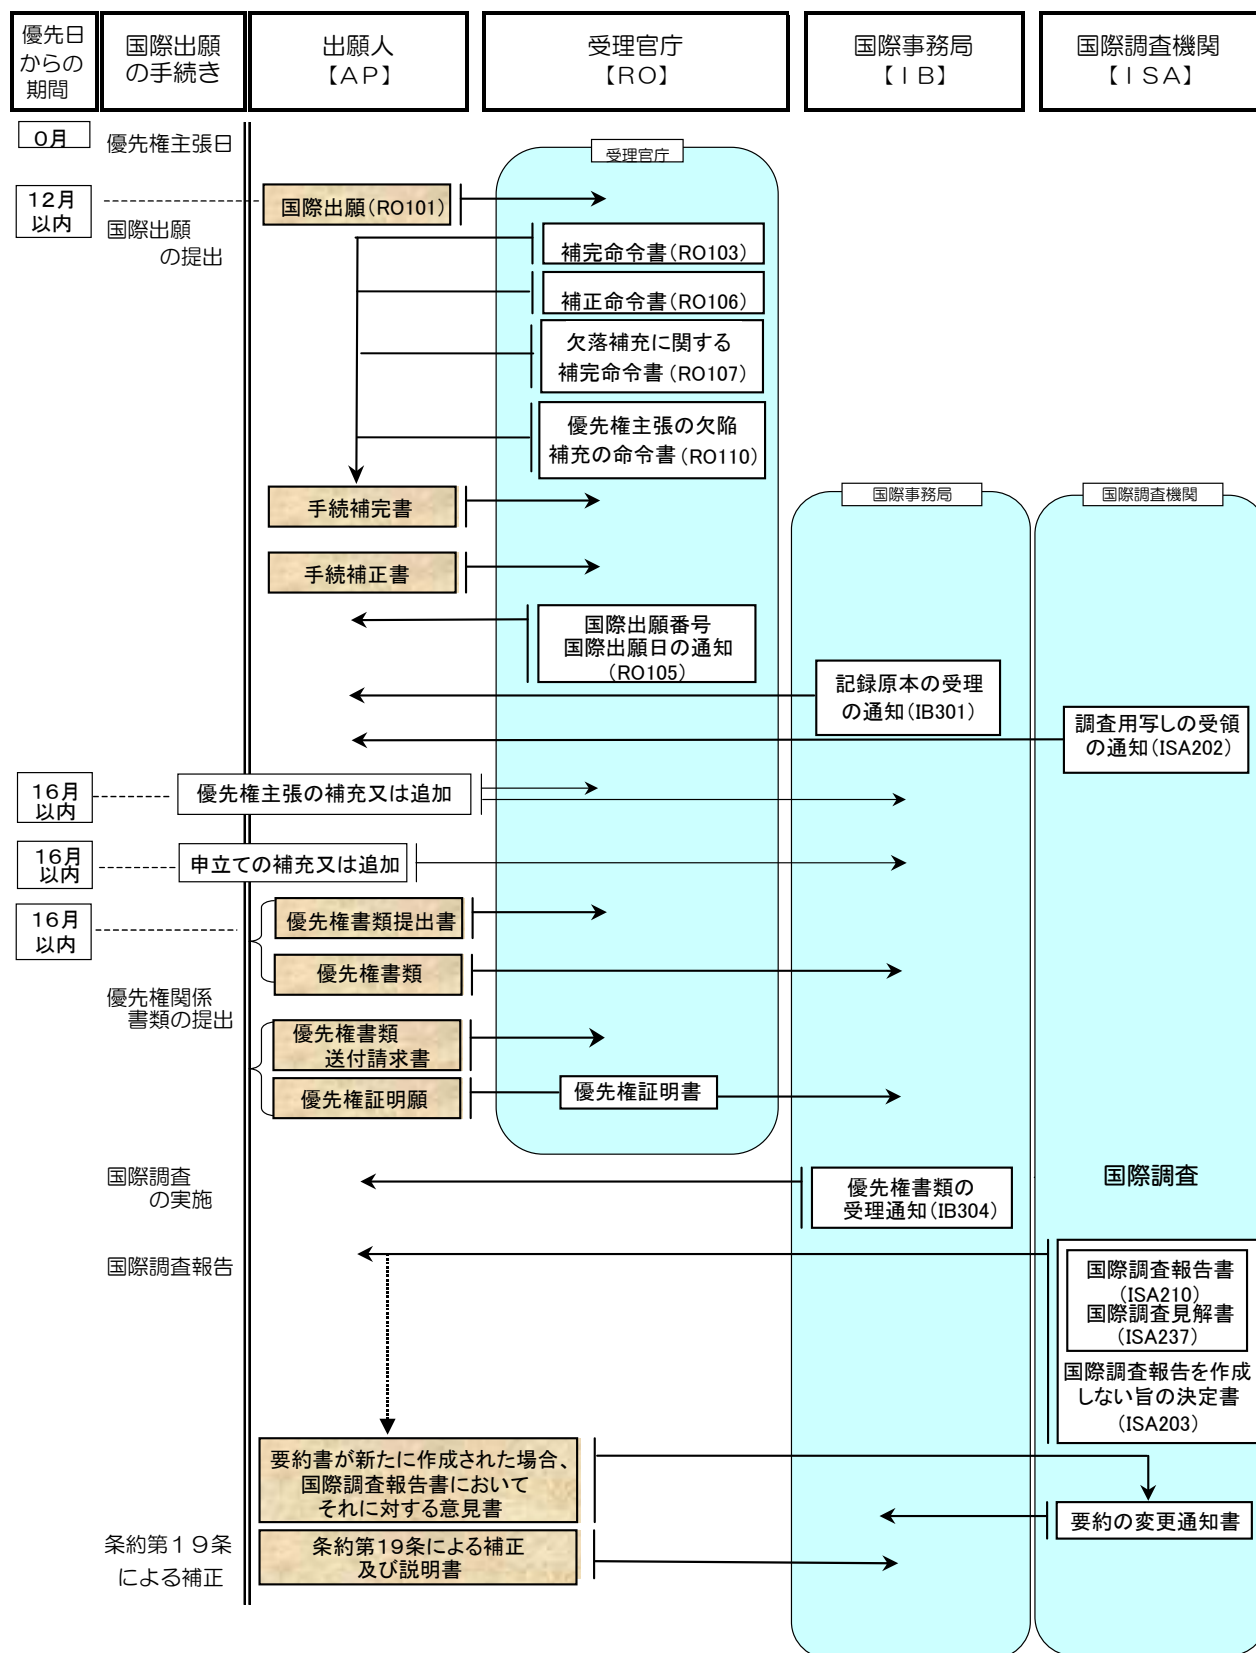 優先日
からの
期間
国際出願
の手続き
出願人
【AP】
受理官庁
【RO】
国際事務局
【IB】
国際調査機関
【ISA】
0月
優先権主張日
受理官庁
12月
以内
国際出願
の提出
国際出願(RO101)
補完命令書(RO103)
補正命令書(RO106)
欠落補充に関する
補完命令書(RO107)
優先権主張の欠陥
補充の命令書(RO110)
国際事務局
国際調査機関
手続補完書
手続補正書
国際出願番号
国際出願日の通知
(RO105)
記録原本の受理
の通知(IB301)
調査用写しの受領
の通知(ISA202)
16月
以内
優先権主張の補充又は追加
16月
以内
申立ての補充又は追加
16月
以内
優先権書類提出書
優先権書類
優先権関係
書類の提出
優先権書類
送付請求書
優先権証明願
優先権証明書
国際調査
の実施
優先権書類の
受理通知(IB304)
国際調査
国際調査報告
国際調査報告書
(ISA210)
国際調査見解書
(ISA237)
国際調査報告を作成
しない旨の決定書
(ISA203)
要約書が新たに作成された場合、
国際調査報告書において
それに対する意見書
要約の変更通知書
条約第19条
による補正
条約第19条による補正
及び説明書